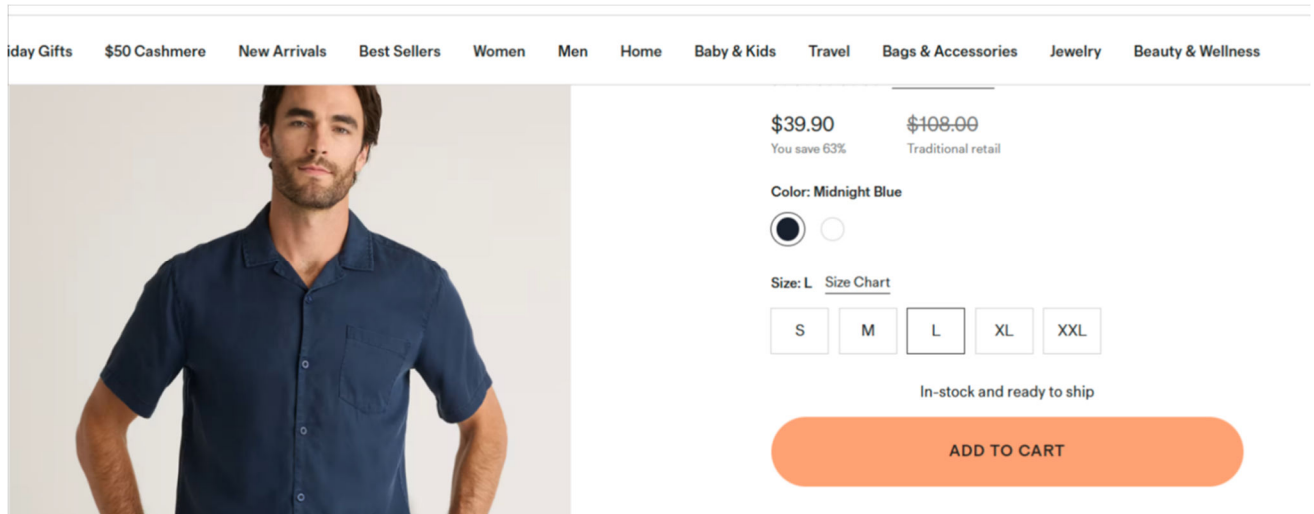 iday Gifts $50 Cashmere New Arrivals Best Sellers Women Men Home Baby & Kids Travel Bags & Accessories Jewelry Beauty & Wellness
$39.90 $108.00
You save 63% Traditional retail
Color: Midnight Blue
Size: L Size Chart
S M L XL XXL
In-stock and ready to ship
ADD TO CART